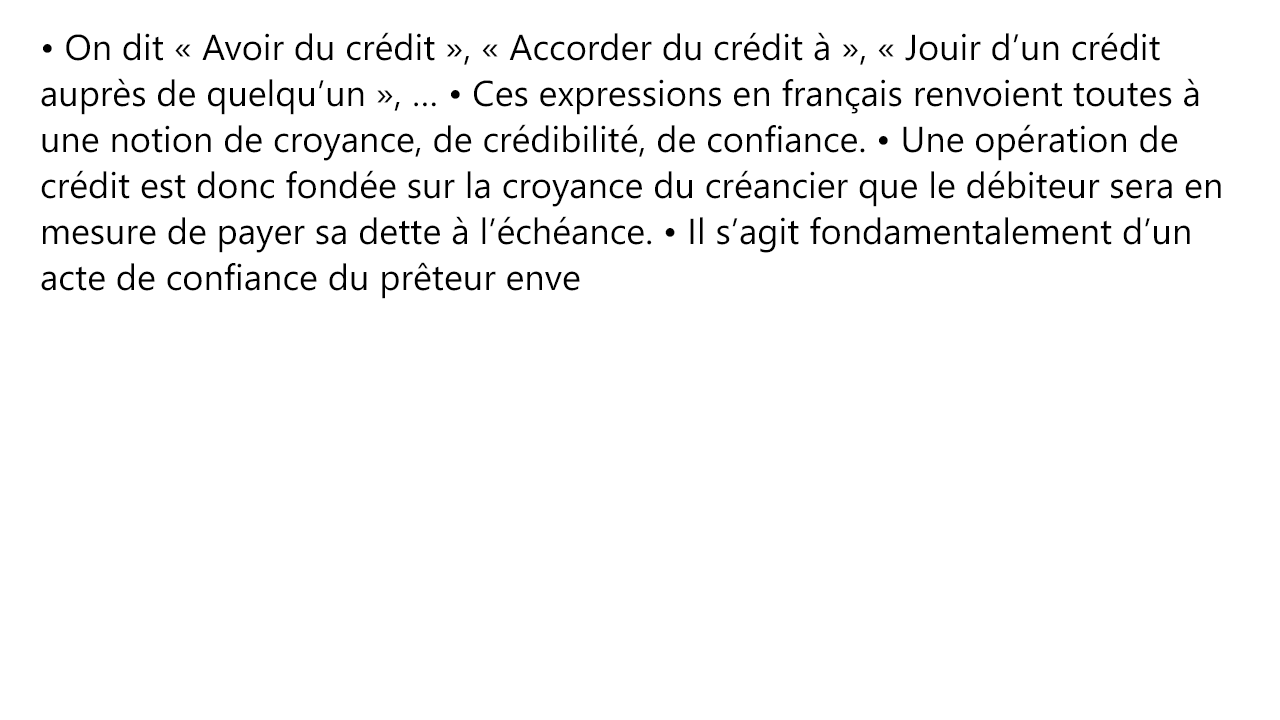 • On dit « Avoir du crédit », « Accorder du crédit à », « Jouir d’un crédit
auprès de quelqu’un », … • Ces expressions en français renvoient toutes à
une notion de croyance, de crédibilité, de confiance. • Une opération de
crédit est donc fondée sur la croyance du créancier que le débiteur sera en
mesure de payer sa dette à l’échéance. • Il s’agit fondamentalement d’un
acte de confiance du prêteur enve